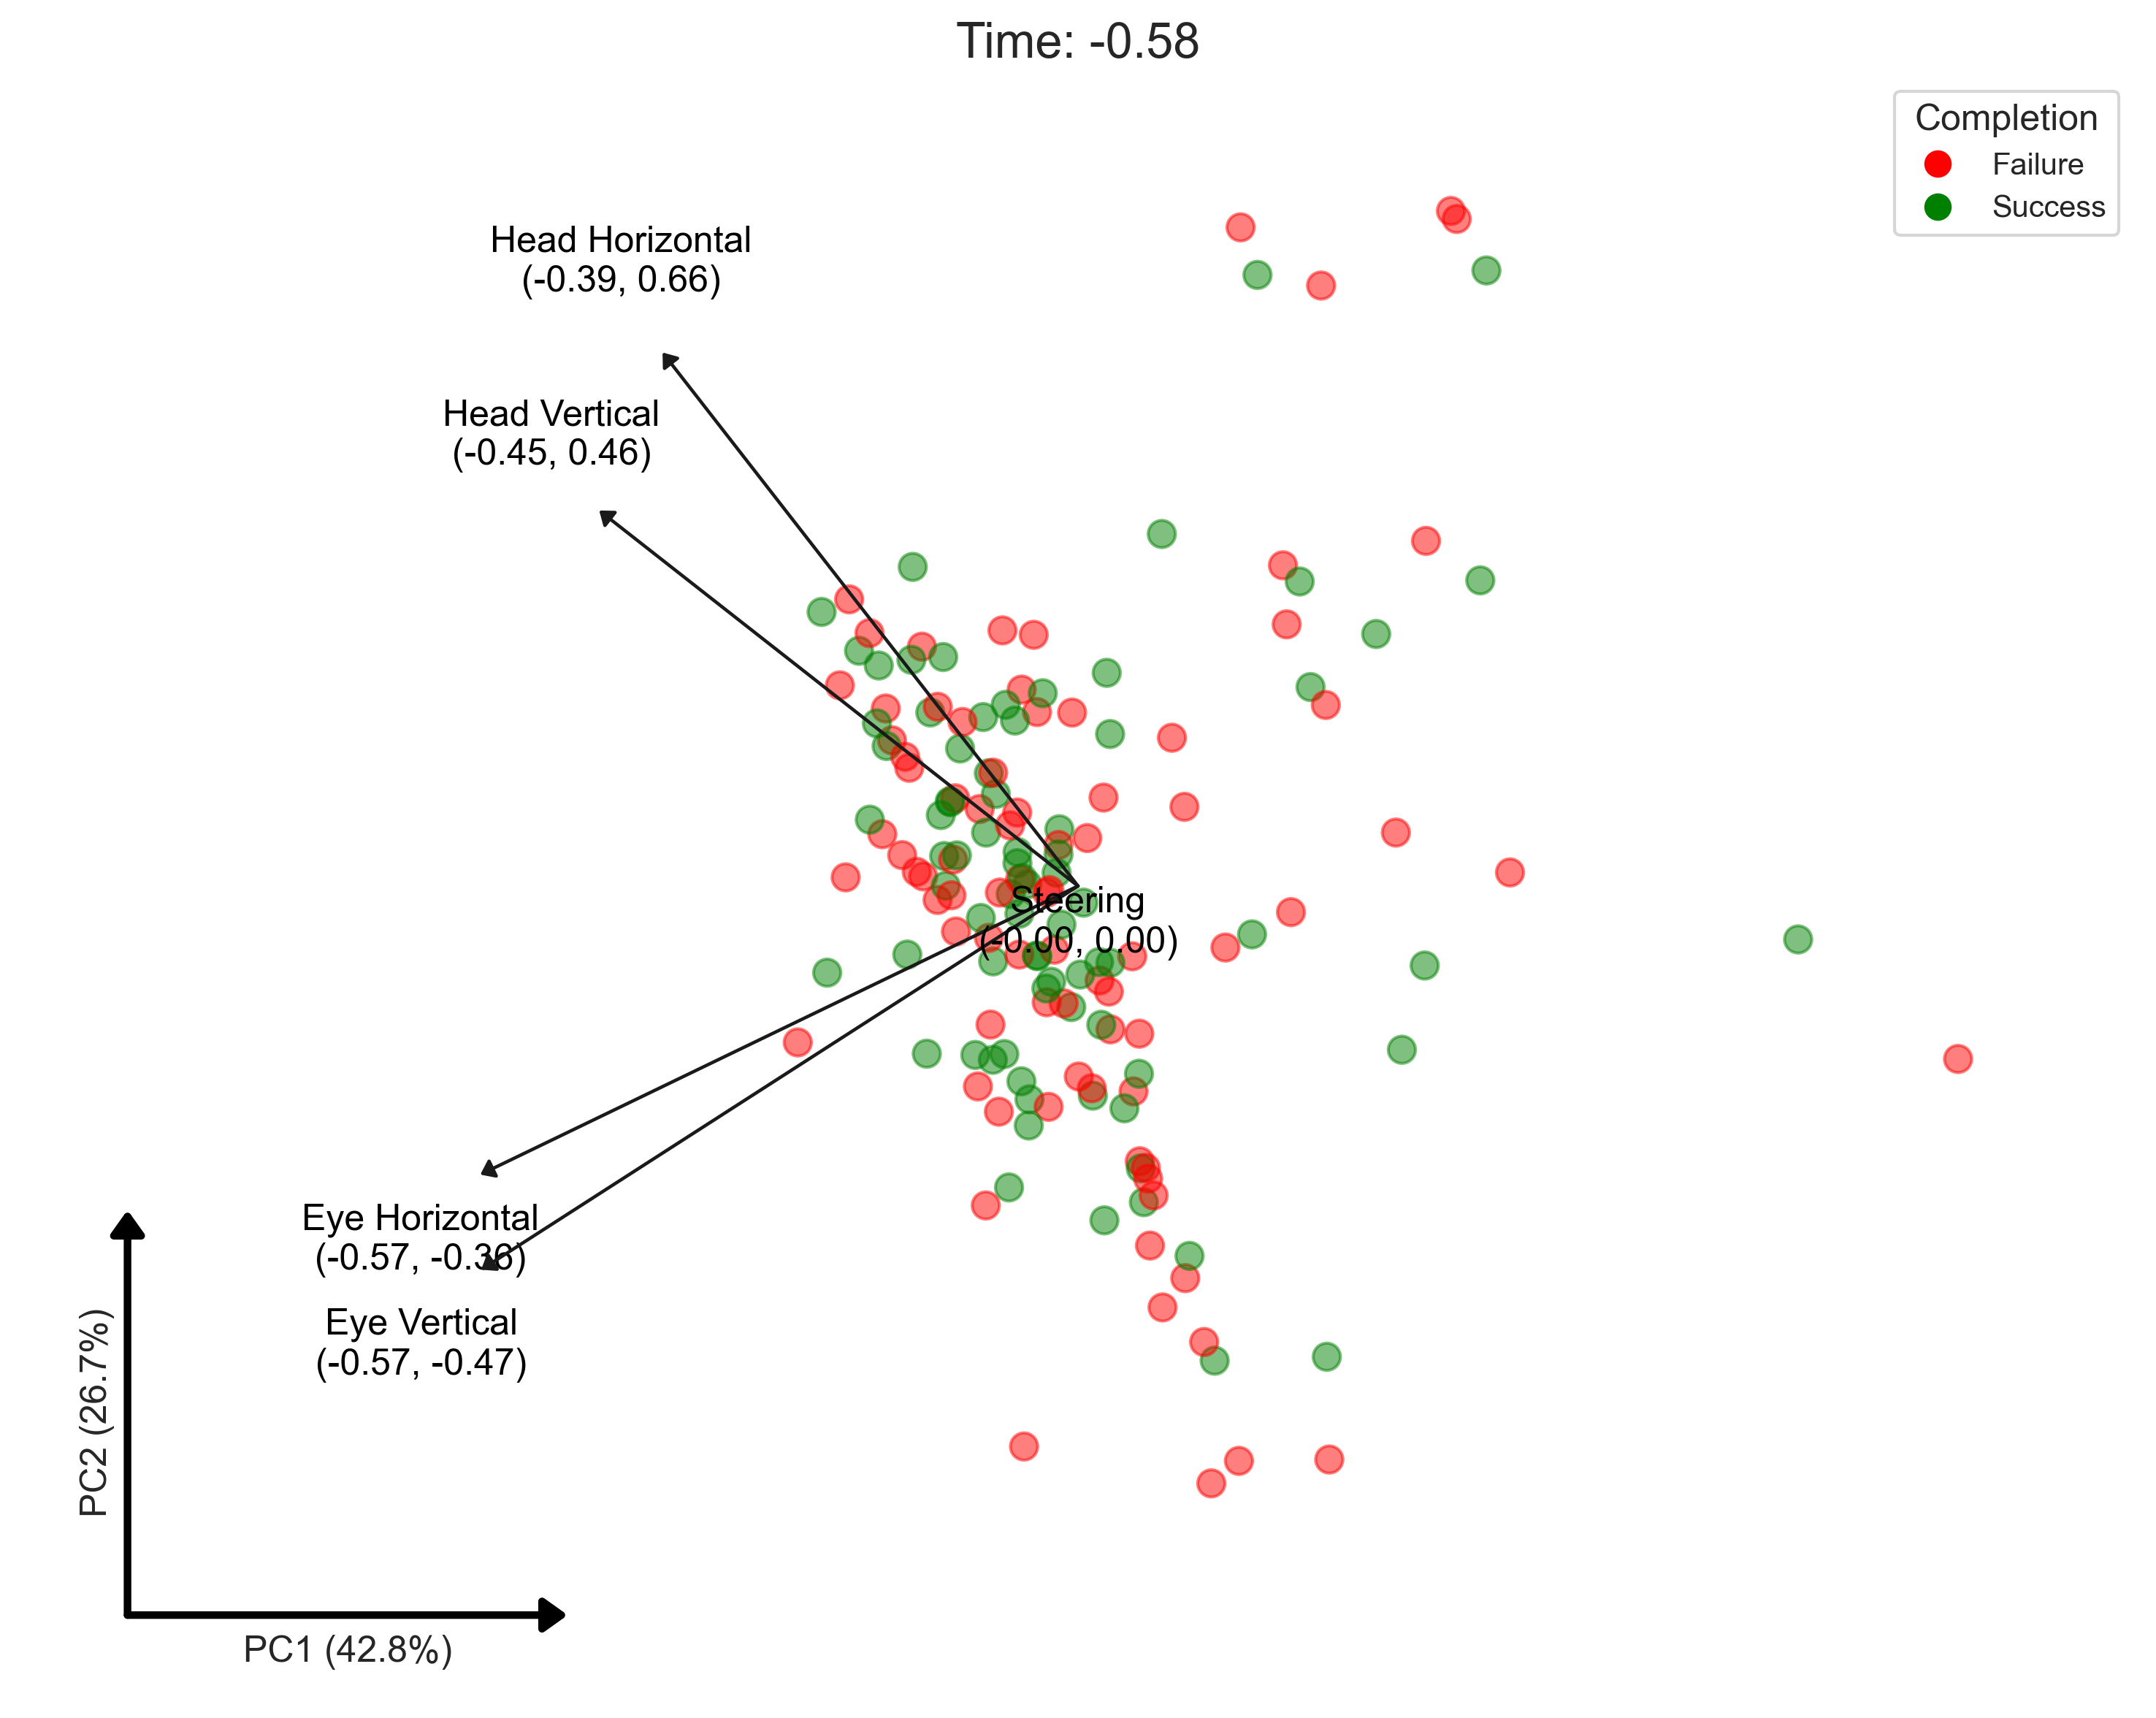 Time: -0.58
Completion
Failure
Success
Head Horizontal
(-0.39, 0.66)
Head Vertical
(-0.45, 0.46)
Steering
(-0.00, 0.00)
Eye Horizontal
(-0.57, -0.36)
Eye Vertical
(-0.57, -0.47)
PC2 (26.7%)
PC1 (42.8%)